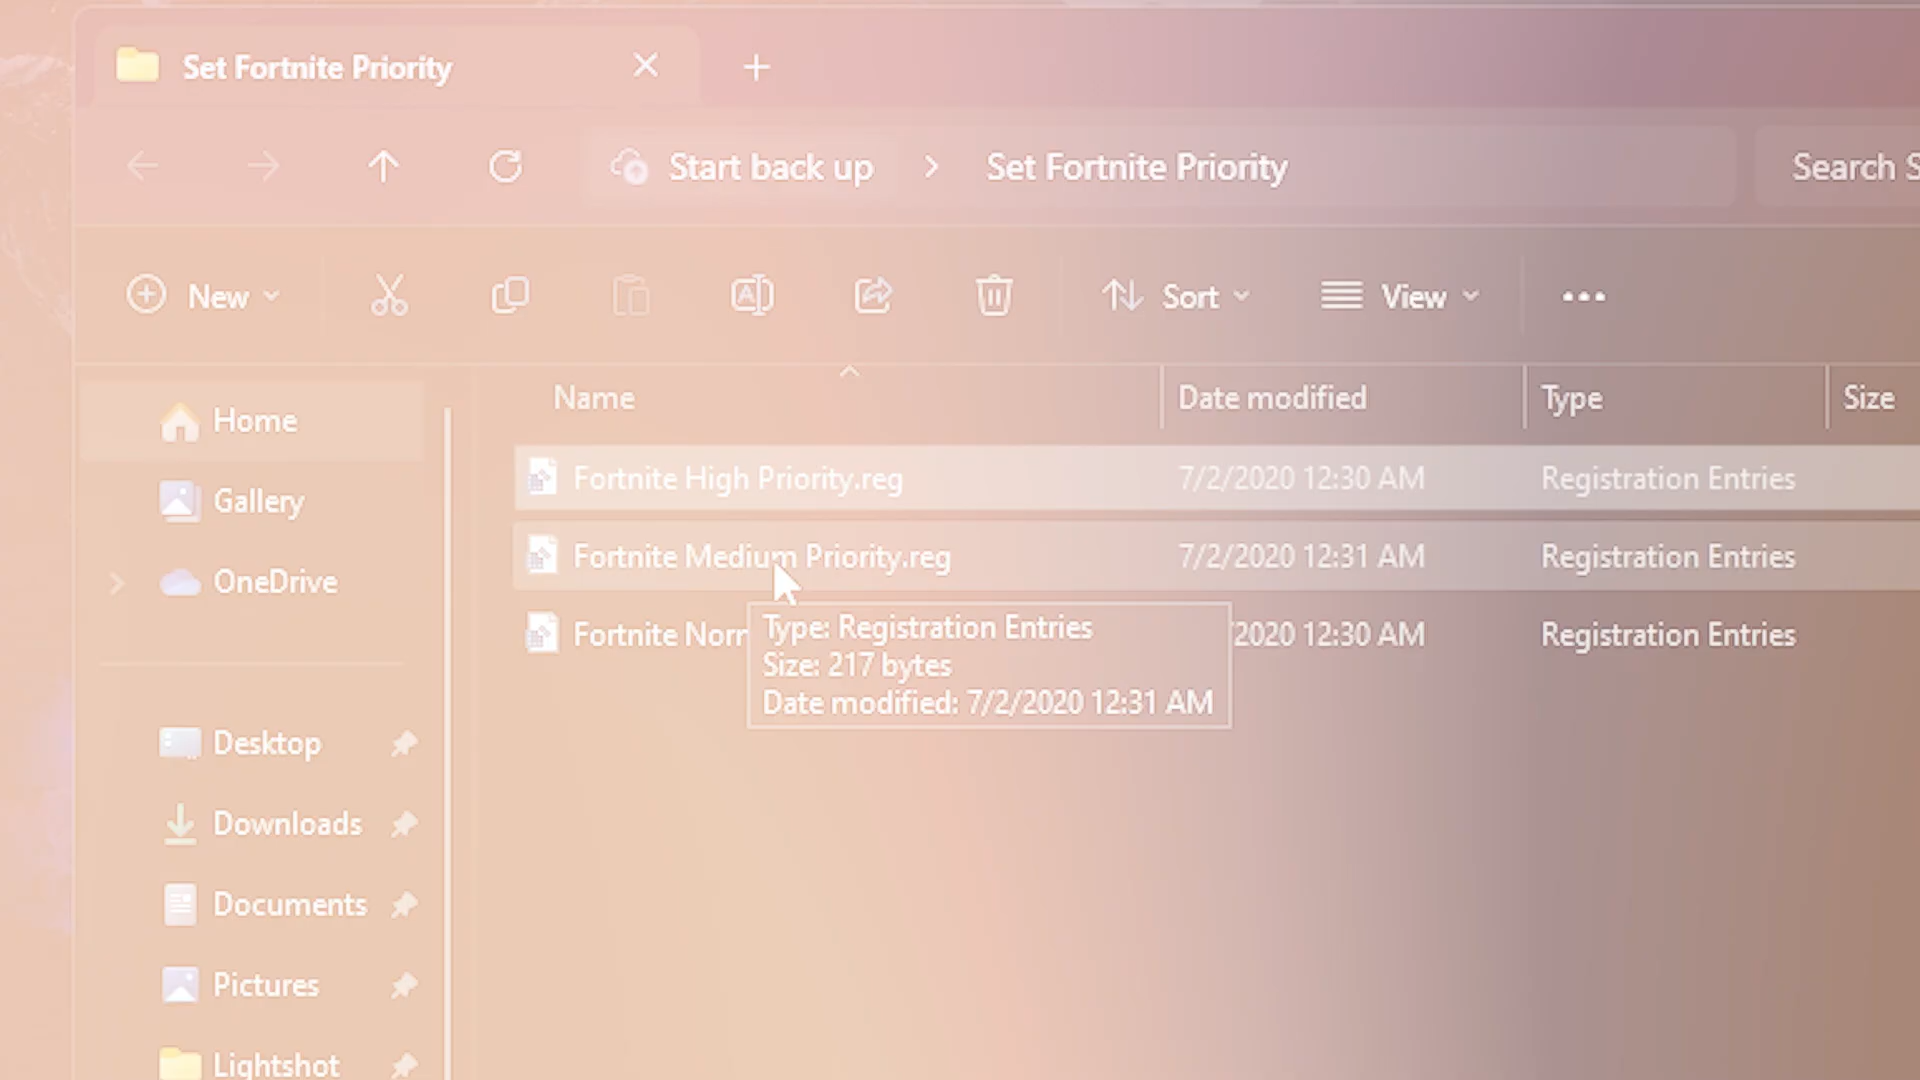 Set Fortnite Priority
Start back up
Set Fortnite Priority
Search
New
Sort
View
Name
Date modified
Type
Size
Home
Gallery
OneDrive
Desktop
Downloads
Documents
Pictures
Lightshot
Fortnite High Priority.reg 7/2/2020 12:30 AM Registration Entries
Fortnite Medium Priority.reg 7/2/2020 12:31 AM Registration Entries
Fortnite 2020 12:30 AM Registration Entries
Type: Registration Entries
Size: 217 bytes
Date modified: 7/2/2020 12:31 AM